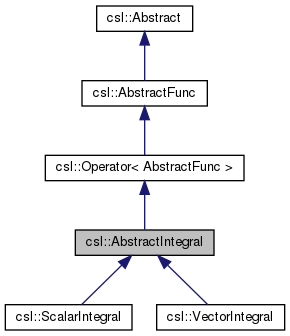 csl::Abstract
csl::AbstractFunc
csl::Operator< AbstractFunc >
csl::AbstractIntegral
csl::ScalarIntegral
csl::VectorIntegral